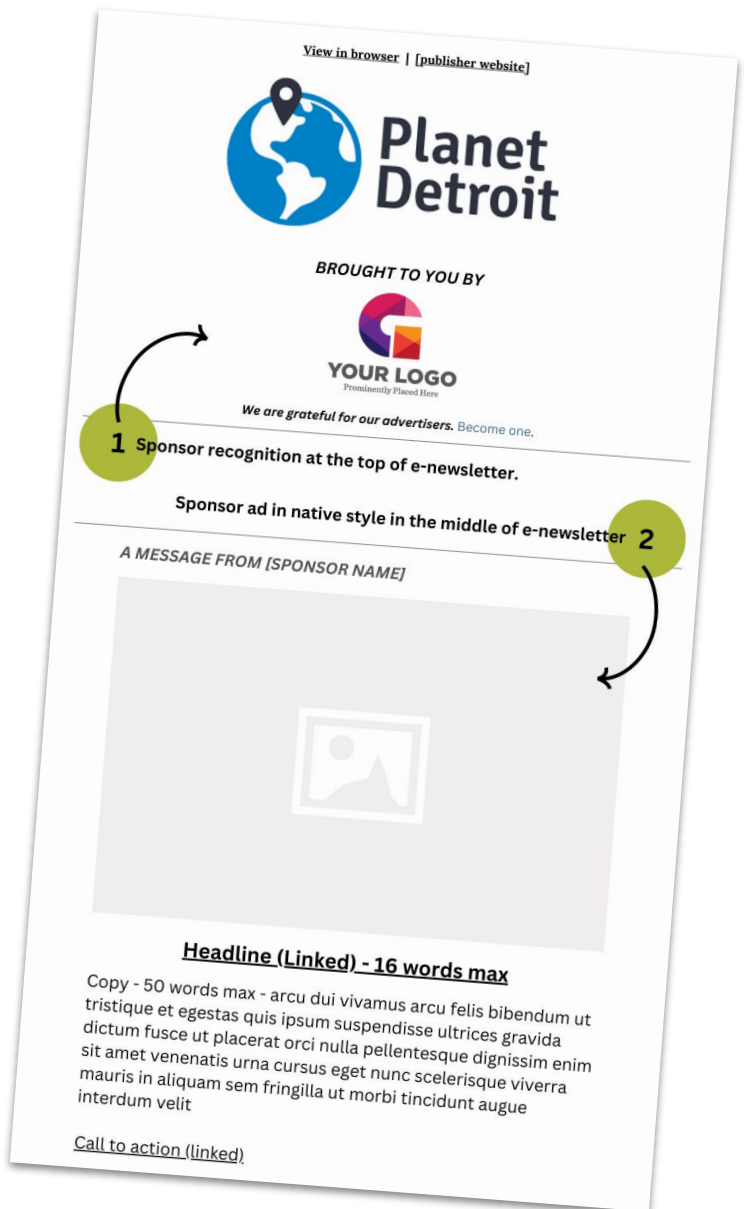 View in browser | [publisher website]
Planet
Detroit
BROUGHT TO YOU BY
YOUR LOGO
Prominently Placed Here
We are grateful for our advertisers. Become one.
1 Sponsor recognition at the top of e-newsletter.
Sponsor ad in native style in the middle of e-newsletter 2
A MESSAGE FROM [SPONSOR NAME]
Headline (Linked) - 16 words max
Copy - 50 words max - arcu dui vivamus arcu felis bibendum ut
tristique et egestas quis ipsum suspendisse ultrices gravida
dictum fusce ut placerat orci nulla pellentesque dignissim enim
sit amet venenatis urna cursus eget nunc scelerisque viverra
mauris in aliquam sem fringilla ut morbi tincidunt augue
interdum velit
Call to action (linked)